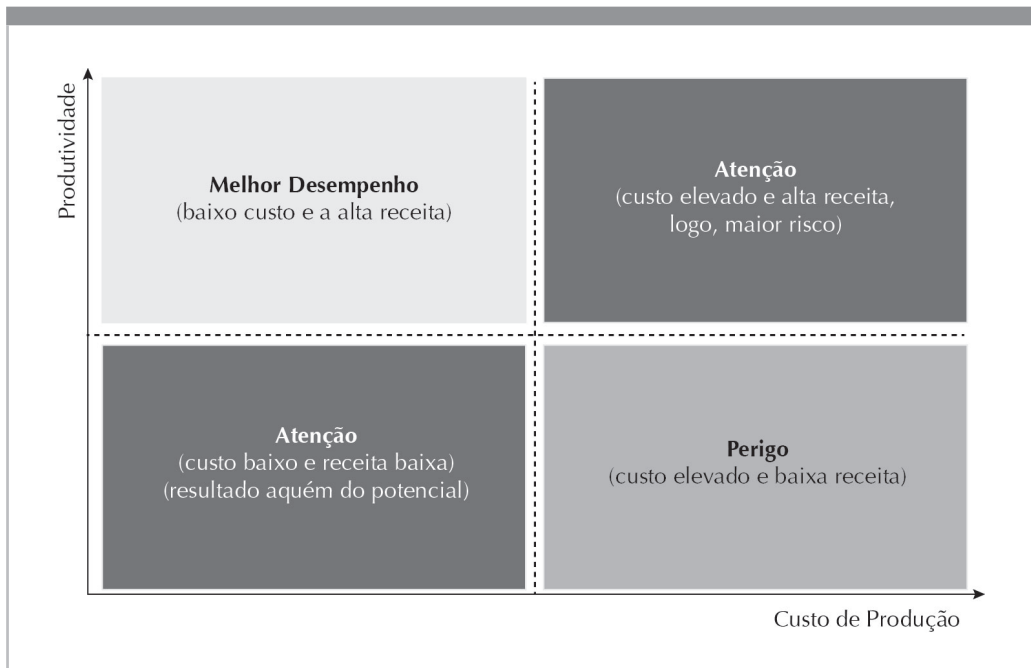 Produtividade
Melhor Desempenho
(baixo custo e a alta receita)
Atenção
(custo elevado e alta receita,
logo, maior risco)
Atenção
(custo baixo e receita baixa)
(resultado aquém do potencial)
Perigo
(custo elevado e baixa receita)
Custo de Produção